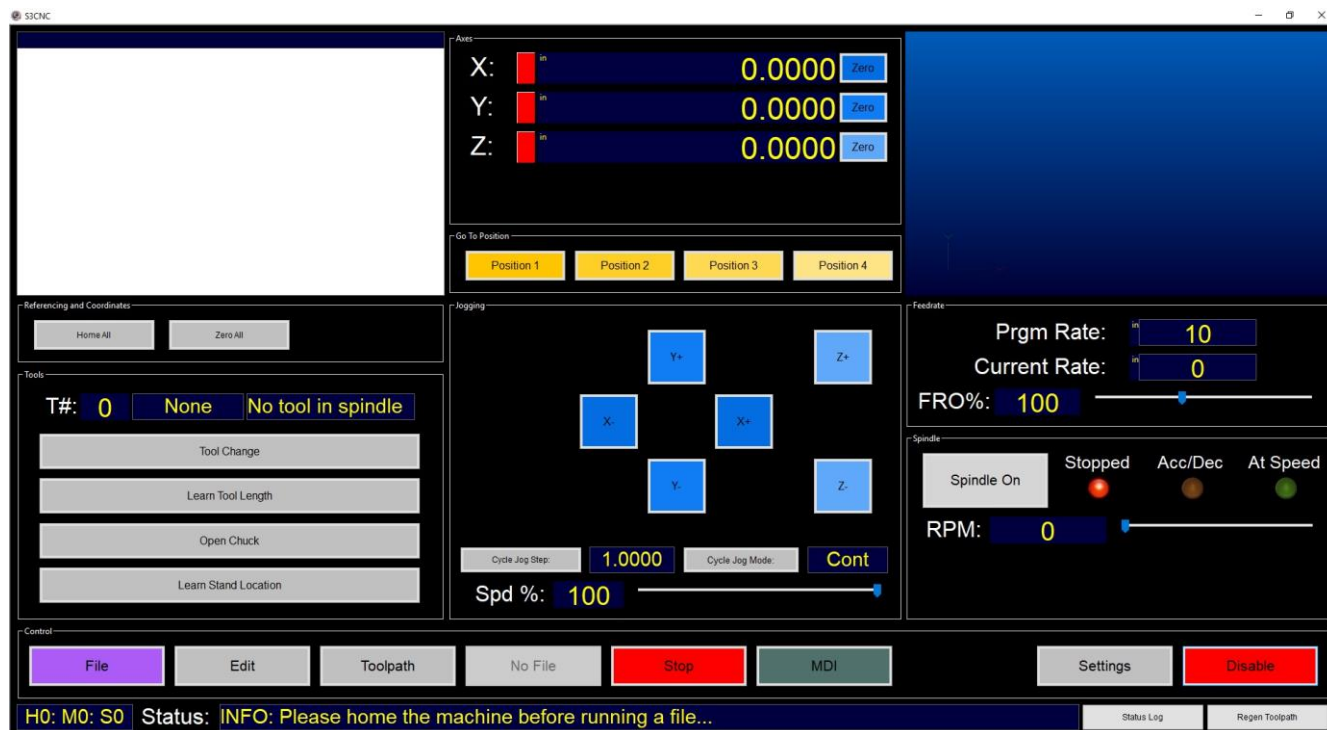 S3CNC
Axes
X: in 0.0000 Zero
Y: in 0.0000 Zero
Z: in 0.0000 Zero
Go To Position
Position 1 Position 2 Position 3 Position 4
Referencing and Coordinates
Home All Zero All
Tools
T#: 0 None No tool in spindle
Tool Change
Learn Tool Length
Open Chuck
Learn Stand Location
Jogging
Y+ Z+
X- X+
Y- Z-
Cycle Jog Step: 1.0000 Cycle Jog Mode: Cont
Spd %: 100
Feedrate
Prgm Rate: in 10
Current Rate: in 0
FRO%: 100
Spindle
Spindle On Stopped Acc/Dec At Speed
RPM: 0
Control
File Edit Toolpath No File Stop MDI Settings Disable
H0: M0: S0 Status: INFO: Please home the machine before running a file... Status Log Regen Toolpath